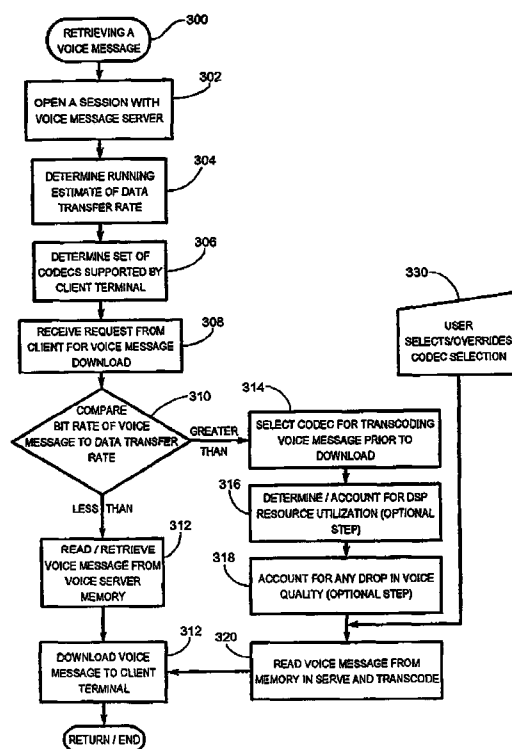 RETRIEVING A
VOICE MESSAGE
300
302
OPEN A SESSION WITH
VOICE MESSAGE SERVER
304
DETERMINE RUNNING
ESTIMATE OF DATA
TRANSFER RATE
306
DETERMINE SET OF
CODECS SUPPORTED BY
CLIENT TERMINAL
308
RECEIVE REQUEST FROM
CLIENT FOR VOICE MESSAGE
DOWNLOAD
330
USER
SELECTS/OVERRIDES
CODEC SELECTION
310
COMPARE
BIT RATE OF VOICE
MESSAGE TO DATA TRANSFER
RATE
GREATER
THAN
LESS THAN
314
SELECT CODEC FOR TRANSCODING
VOICE MESSAGE PRIOR TO
DOWNLOAD
316
DETERMINE / ACCOUNT FOR DSP
RESOURCE UTILIZATION (OPTIONAL
STEP)
312
READ / RETRIEVE
VOICE MESSAGE FROM
VOICE SERVER
MEMORY
318
ACCOUNT FOR ANY DROP IN VOICE
QUALITY (OPTIONAL STEP)
312
DOWNLOAD VOICE
MESSAGE TO CLIENT
TERMINAL
320
READ VOICE MESSAGE FROM
MEMORY IN SERVE AND TRANSCODE
RETURN / END